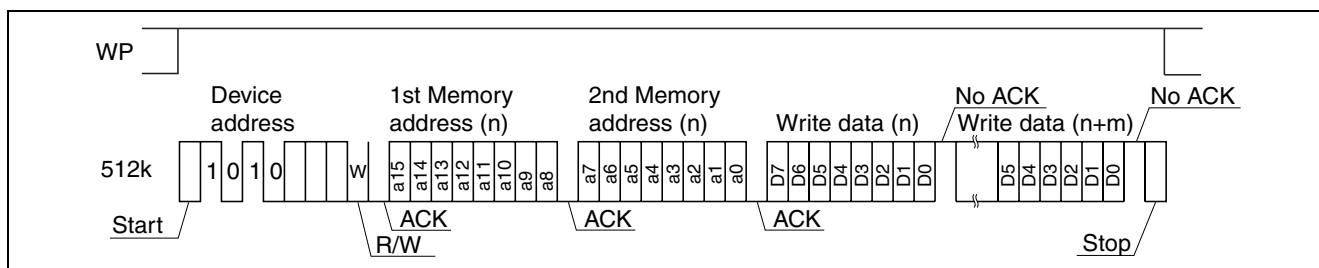 WP
Device address
1st Memory address (n)
2nd Memory address (n)
Write data (n)
No ACK
Write data (n+m)
No ACK
512k
1 0 1 0
W
a15 a14 a13 a12 a11 a10 a9 a8
a7 a6 a5 a4 a3 a2 a1 a0
D7 D6 D5 D4 D3 D2 D1 D0
D5 D4 D3 D2 D1 D0
Start
R/W
ACK
ACK
ACK
Stop